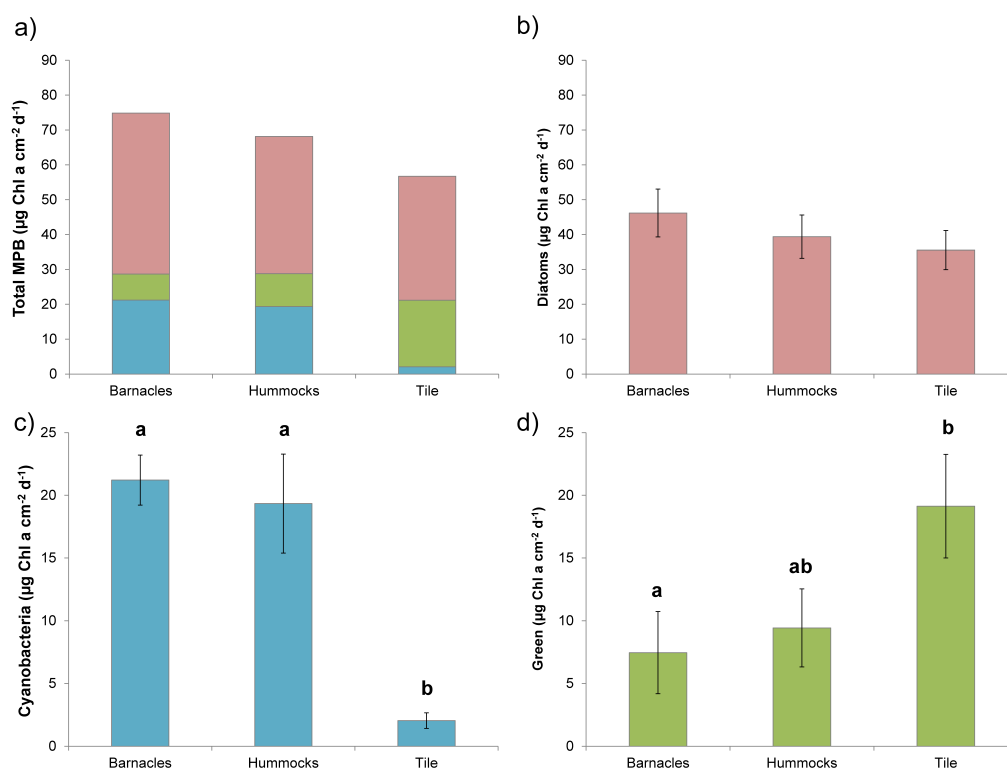 a)
Total MPB (µg Chl a cm⁻² d⁻¹)
90
80
70
60
50
40
30
20
10
0
Barnacles Hummocks Tile
b)
Diatoms (µg Chl a cm⁻² d⁻¹)
90
80
70
60
50
40
30
20
10
0
Barnacles Hummocks Tile
c)
Cyanobacteria (µg Chl a cm⁻² d⁻¹)
25
20
15
10
5
0
a a b
Barnacles Hummocks Tile
d)
Green (µg Chl a cm⁻² d⁻¹)
25
20
15
10
5
0
a ab b
Barnacles Hummocks Tile